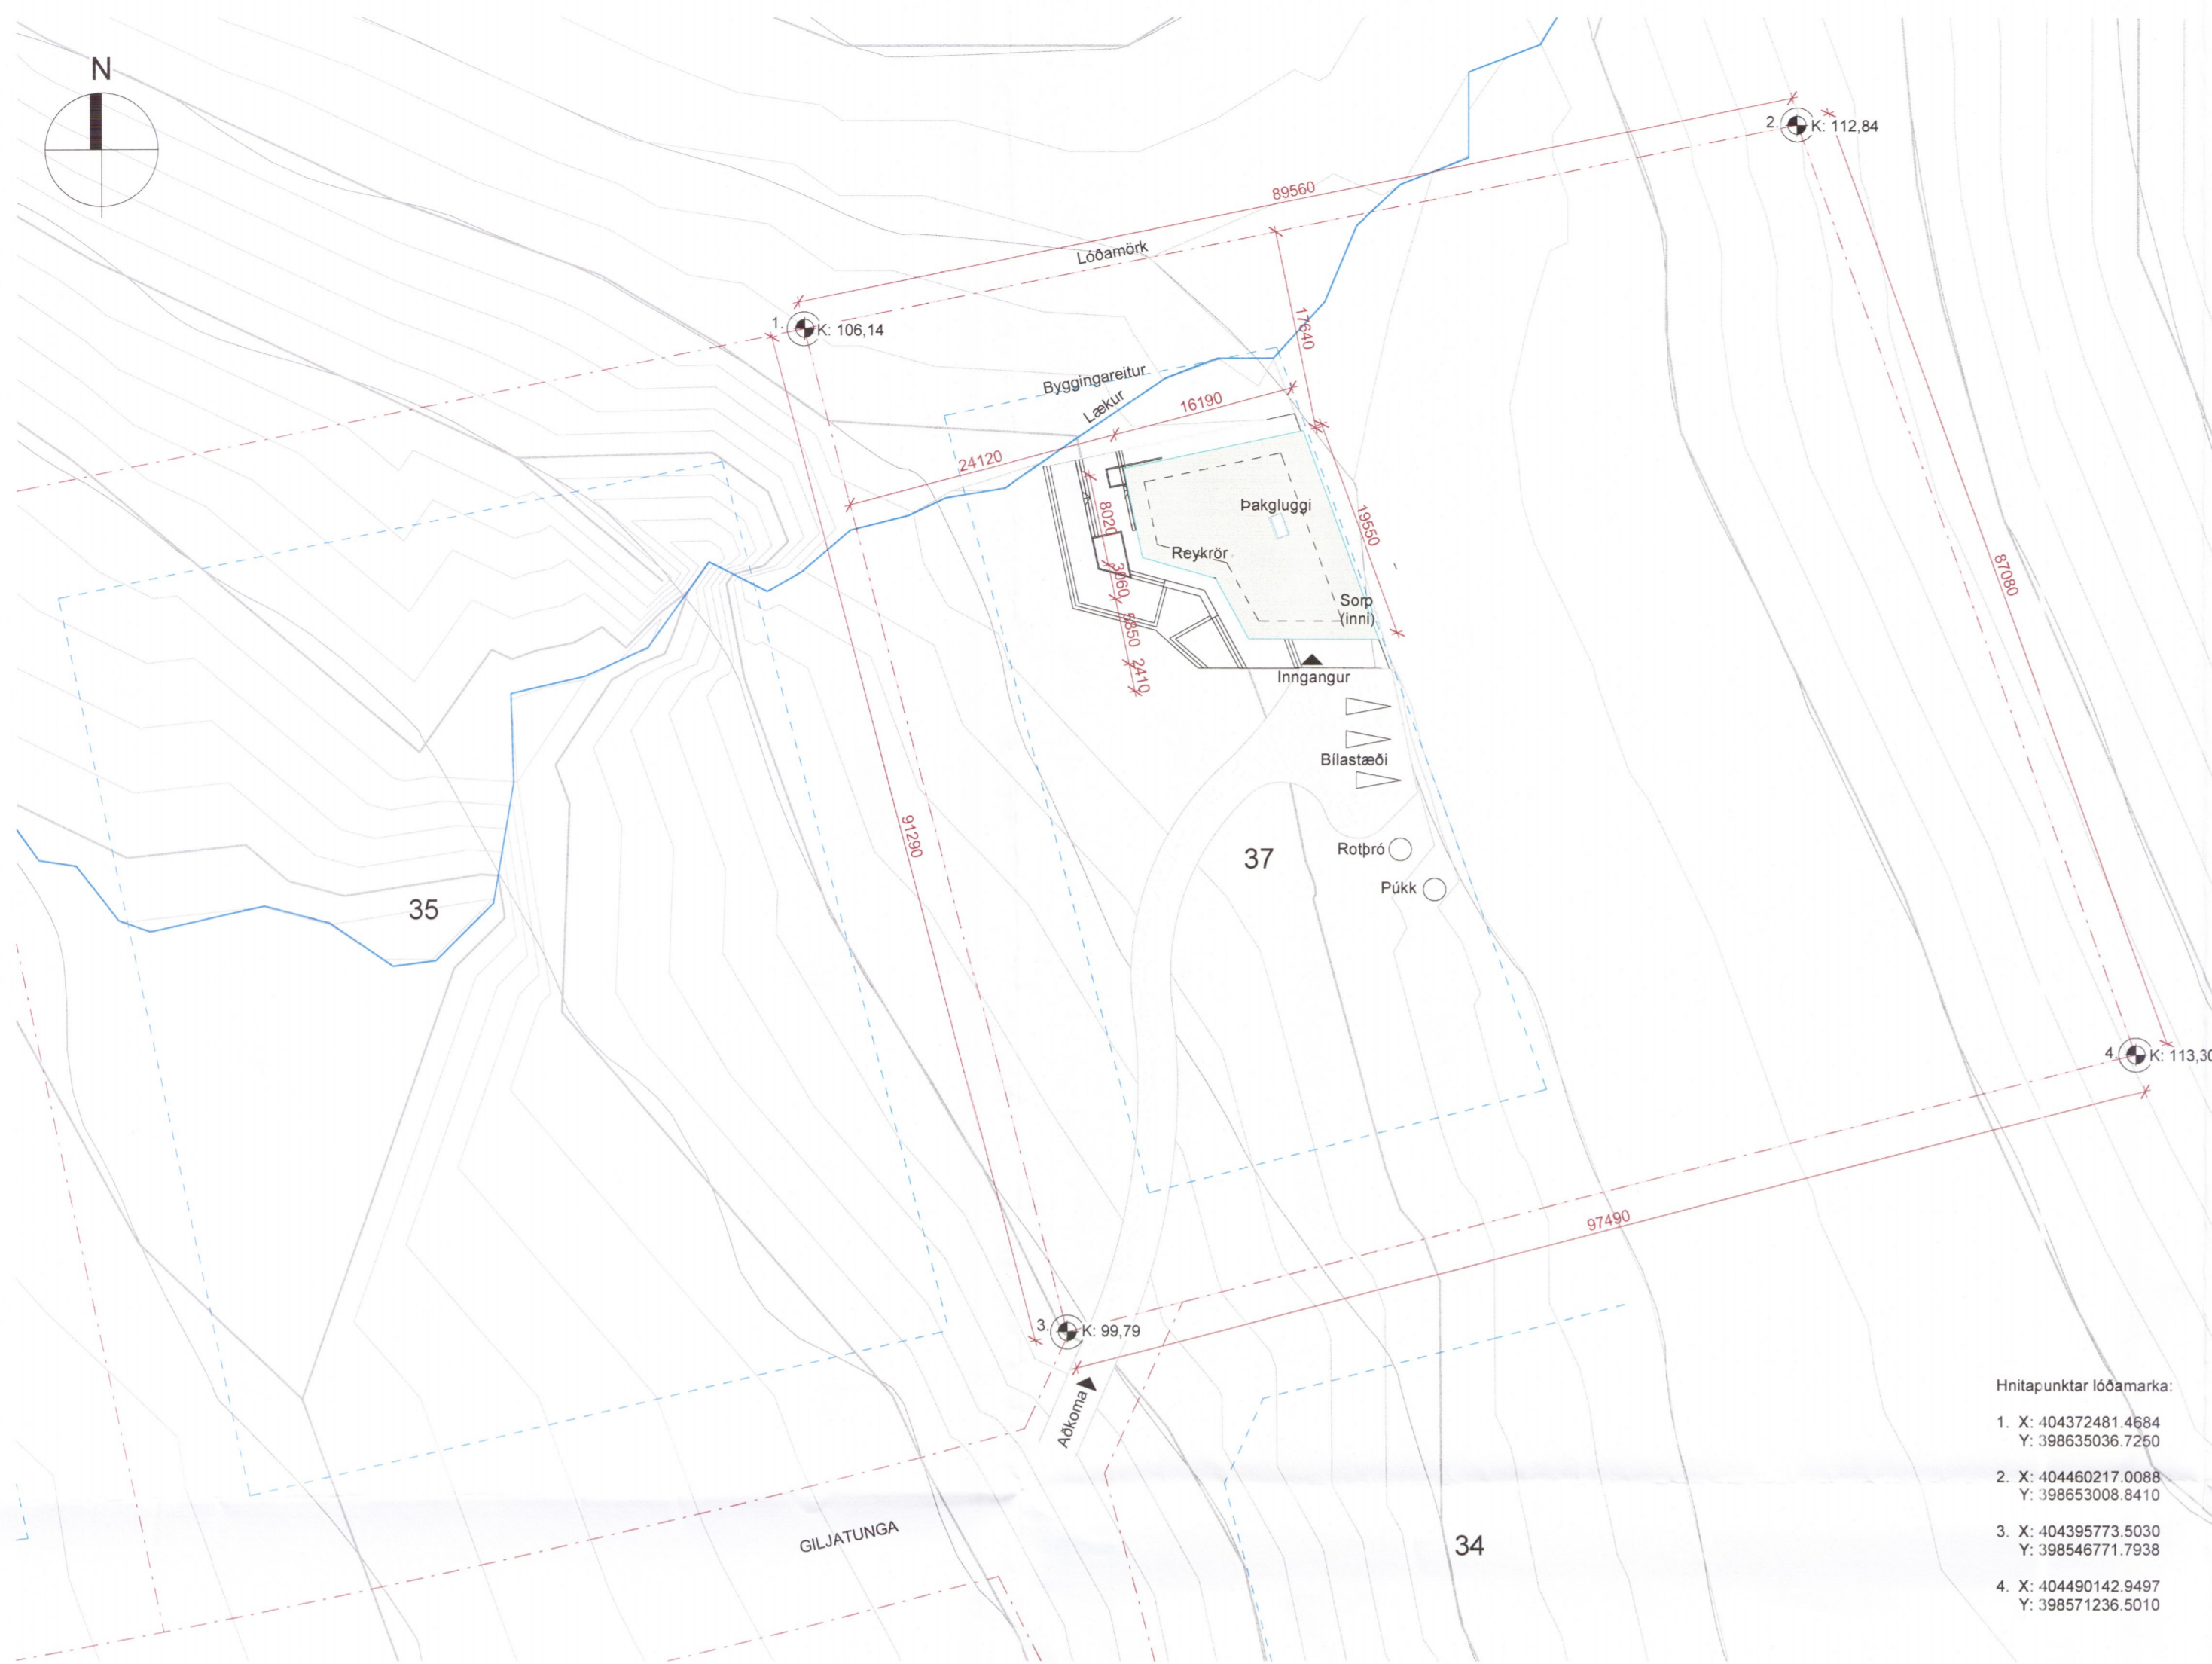 N
2. K: 112,84
89560
Lóðamörk
1. K: 106,14
17640
Byggingareitur
Lækur
16190
24120
Þakgluggi
8020
19550
Reykrör
3060
87080
Sorp
(inni)
5850
2410
Inngangur
Bílastæði
91290
Rotþró
37
Púkk
35
4. K: 113,30
97490
3. K: 99,79
Aðkoma
GILJATUNGA
34
Hnitapunktar lóðamarka:
1. X: 404372481.4684
Y: 398635036.7250
2. X: 404460217.0088
Y: 398653008.8410
3. X: 404395773.5030
Y: 398546771.7938
4. X: 404490142.9497
Y: 398571236.5010